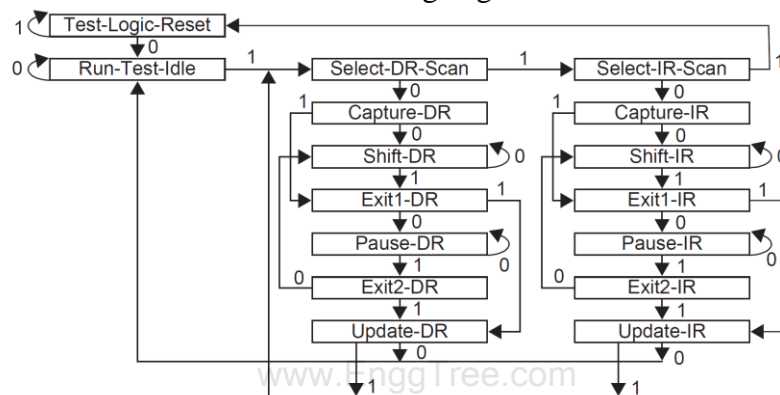 1 Test-Logic-Reset
0
0 Run-Test-Idle 1 Select-DR-Scan 1 Select-IR-Scan 1
0 0
1 Capture-DR 1 Capture-IR
0 0
Shift-DR 0 Shift-IR 0
1 1
Exit1-DR 1 Exit1-IR 1
0 0
Pause-DR 0 Pause-IR 0
1 1
0 Exit2-DR 0 Exit2-IR
1 1
Update-DR Update-IR
0 0
www.EnggTree.com
1 1